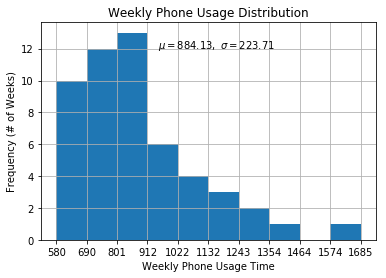 Weekly Phone Usage Distribution
μ = 884.13, σ = 223.71
12
10
8
6
4
2
0
Frequency (# of Weeks)
580 690 801 912 1022 1132 1243 1354 1464 1574 1685
Weekly Phone Usage Time